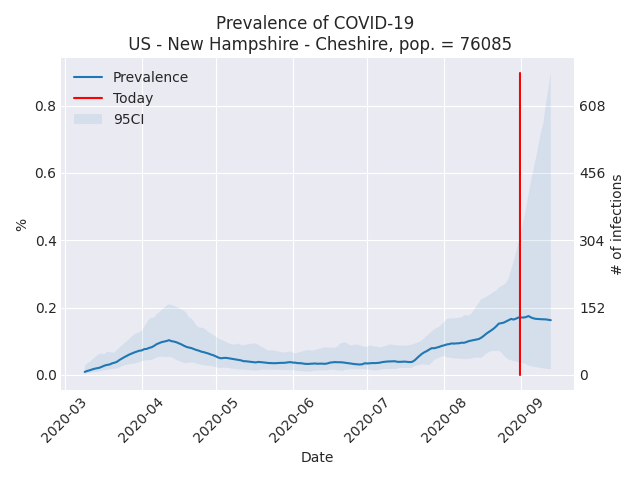 Prevalence of COVID-19
US - New Hampshire - Cheshire, pop. = 76085
Prevalence
Today
95CI
0.8
0.6
0.4
0.2
0.0
%
608
456
304
152
0
# of infections
2020-03
2020-04
2020-05
2020-06
2020-07
2020-08
2020-09
Date